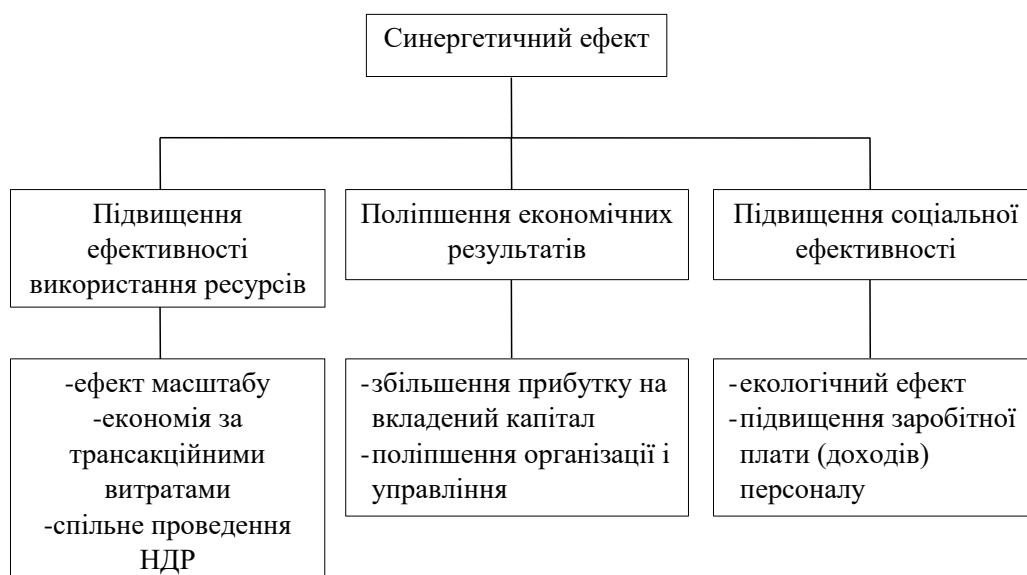 Синергетичний ефект
Підвищення
ефективності
використання ресурсів
Поліпшення економічних
результатів
Підвищення соціальної
ефективності
-ефект масштабу
-економія за
трансакційними
витратами
-спільне проведення
НДР
-збільшення прибутку на
вкладений капітал
-поліпшення організації і
управління
-екологічний ефект
-підвищення заробітної
плати (доходів)
персоналу